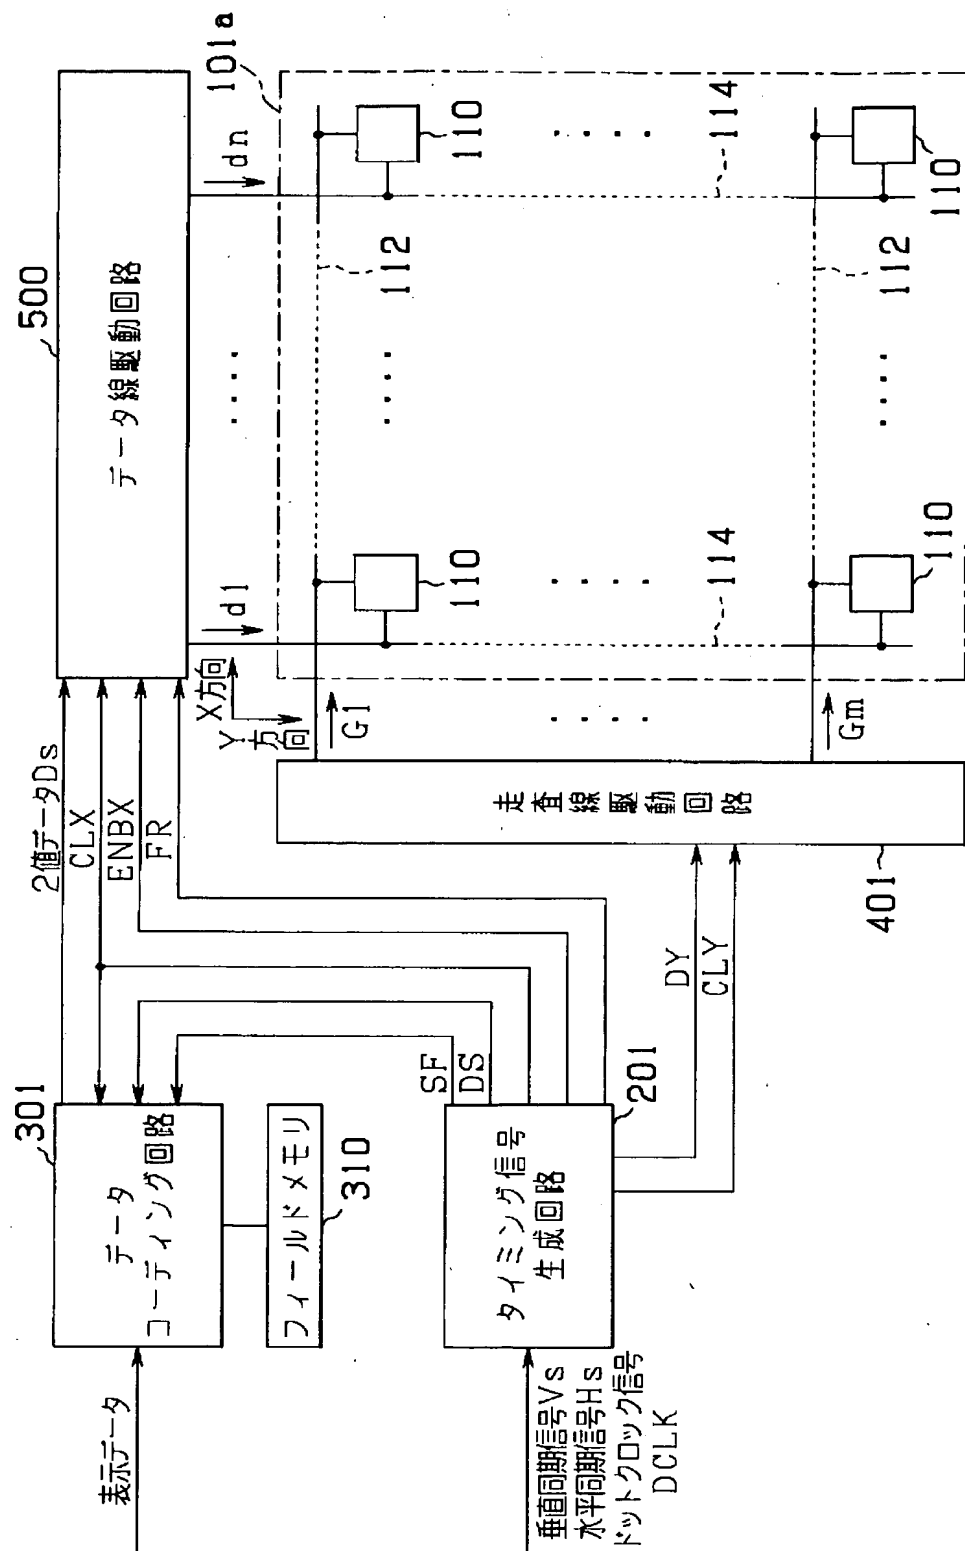 表示データ
301
データ
コーディング回路
フィールドメモリ
310
垂直同期信号Vs
水平同期信号Hs
ドットクロック信号
DCLK
タイミング信号
生成回路
201
SF
DS
2値データDs
CLX
ENBX
FR
DY
CLY
500
データ線駆動回路
X方向
Y方向
d1
dn
101a
走査線駆動回路
401
G1
Gm
110
110
112
114
114
110
110
112